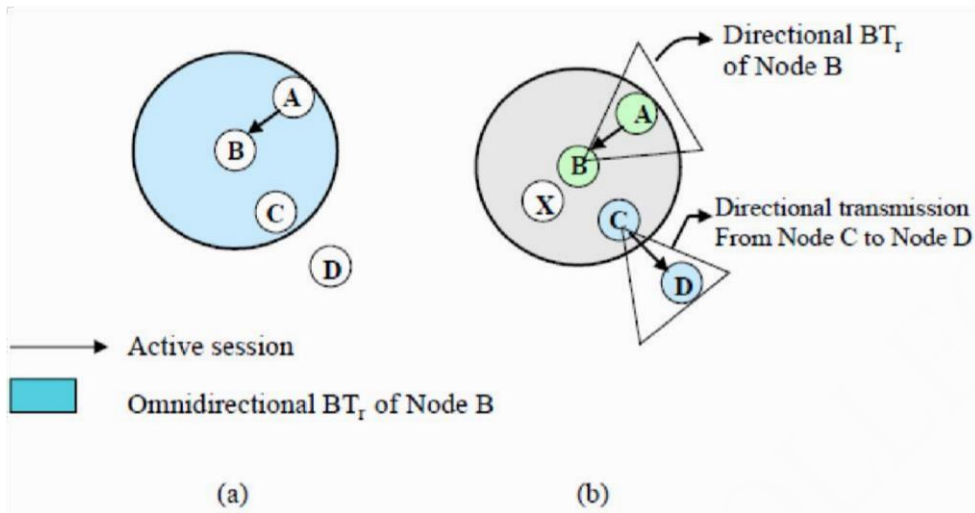 Directional BTr
of Node B
A
B
C
D
A
B
X
C
D
Directional transmission
From Node C to Node D
Active session
Omnidirectional BTr of Node B
(a)
(b)